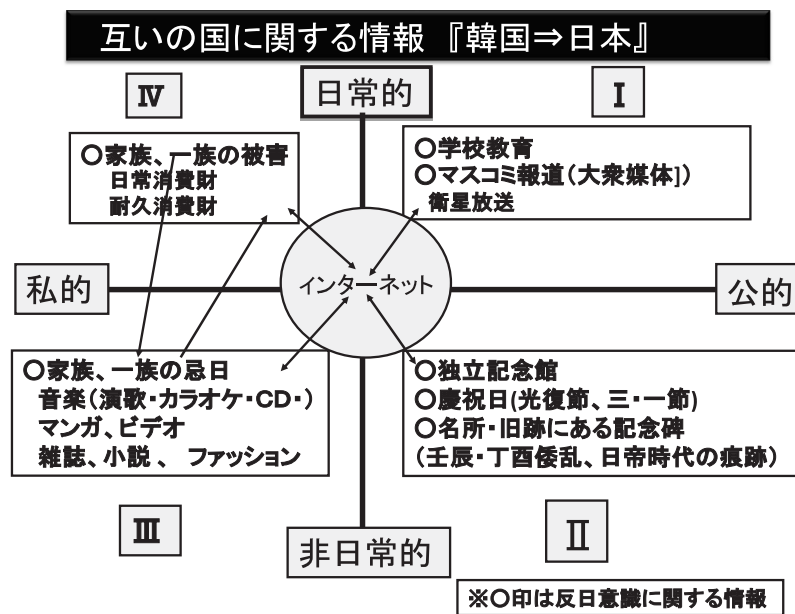 互いの国に関する情報 『韓国⇒日本』
Ⅳ
日常的
Ⅰ
○家族、一族の被害
日常消費財
耐久消費財
○学校教育
○マスコミ報道(大衆媒体])
衛星放送
私的
インターネット
公的
○家族、一族の忌日
音楽(演歌・カラオケ・CD・)
マンガ、ビデオ
雑誌、小説 、 ファッション
○独立記念館
○慶祝日(光復節、三・一節)
○名所・旧跡にある記念碑
(壬辰・丁酉倭乱、日帝時代の痕跡)
Ⅲ
非日常的
Ⅱ
※○印は反日意識に関する情報